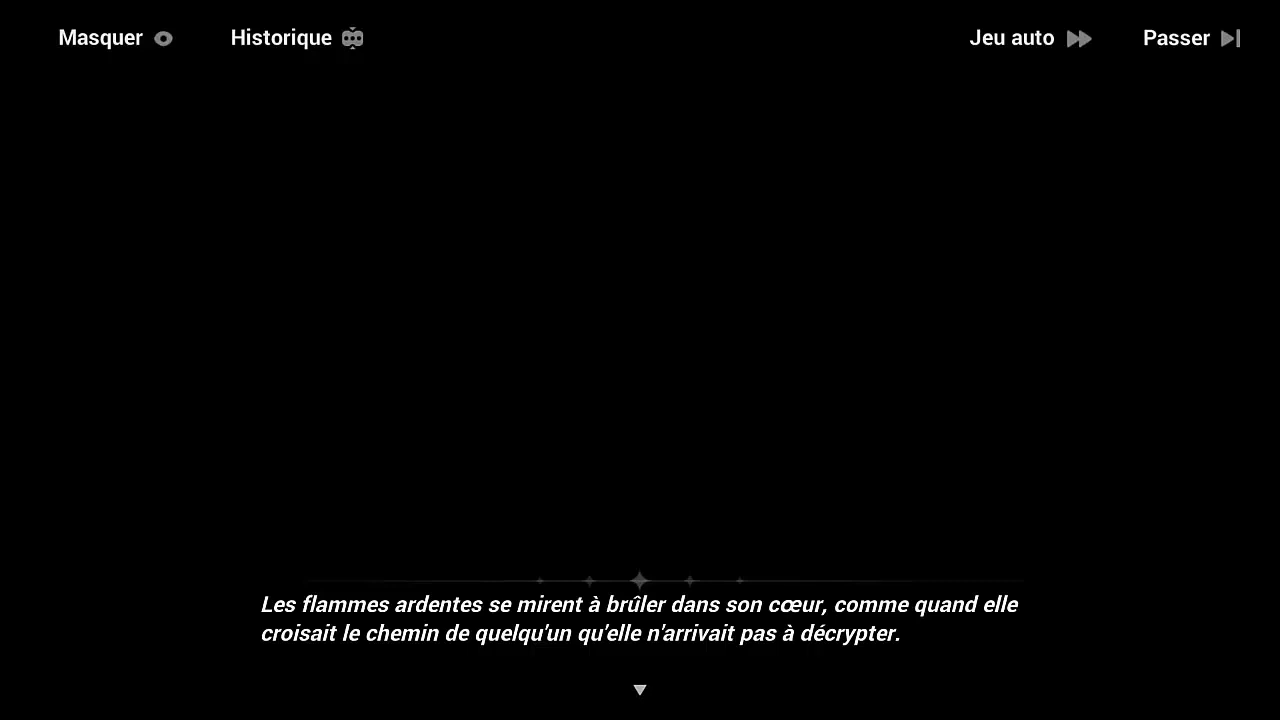 Masquer
Historique
Jeu auto
Passer
Les flammes ardentes se mirent à brûler dans son cœur, comme quand elle
croisait le chemin de quelqu'un qu'elle n'arrivait pas à décrypter.